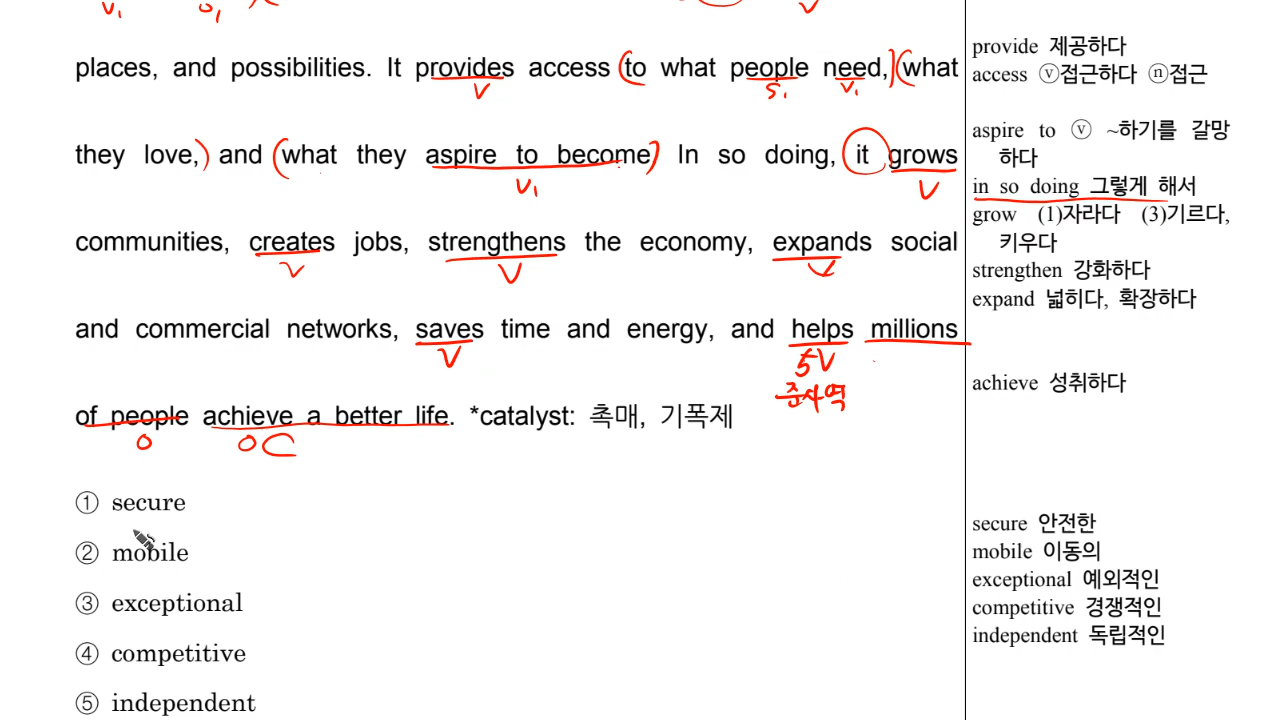 V₁ O₁ V
places, and possibilities. It provides access (to what people need,) (what
V S₁ V₁
they love,) and (what they aspire to become) In so doing, it grows
V₁ V
communities, creates jobs, strengthens the economy, expands social
V V V
and commercial networks, saves time and energy, and helps millions
V 5V
준사역
of people achieve a better life. *catalyst: 촉매, 기폭제
O OC
① secure
② mobile
③ exceptional
④ competitive
⑤ independent
provide 제공하다
access ⓥ접근하다 ⓝ접근
aspire to ⓥ ~하기를 갈망
하다
in so doing 그렇게 해서
grow (1)자라다 (3)기르다,
키우다
strengthen 강화하다
expand 넓히다, 확장하다
achieve 성취하다
secure 안전한
mobile 이동의
exceptional 예외적인
competitive 경쟁적인
independent 독립적인